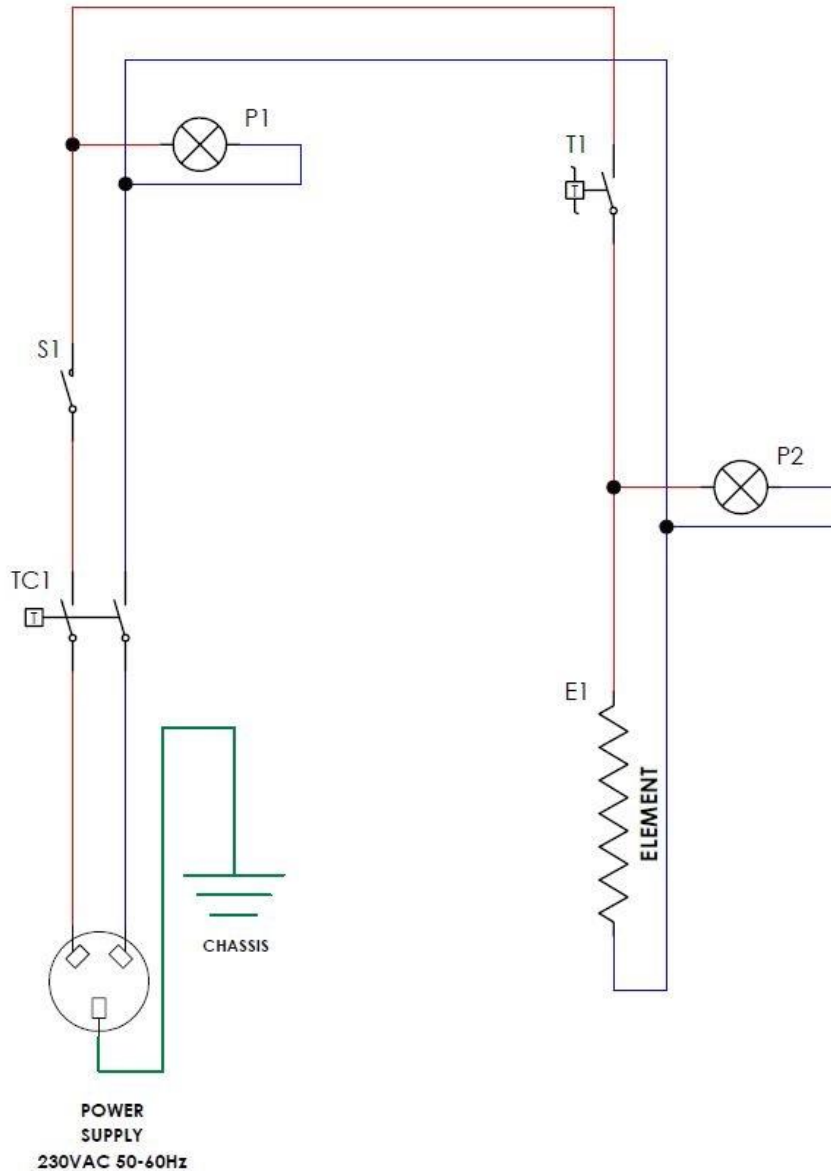 P1
T1
T
S1
P2
TC1
T
E1
ELEMENT
CHASSIS
POWER
SUPPLY
230VAC 50-60Hz